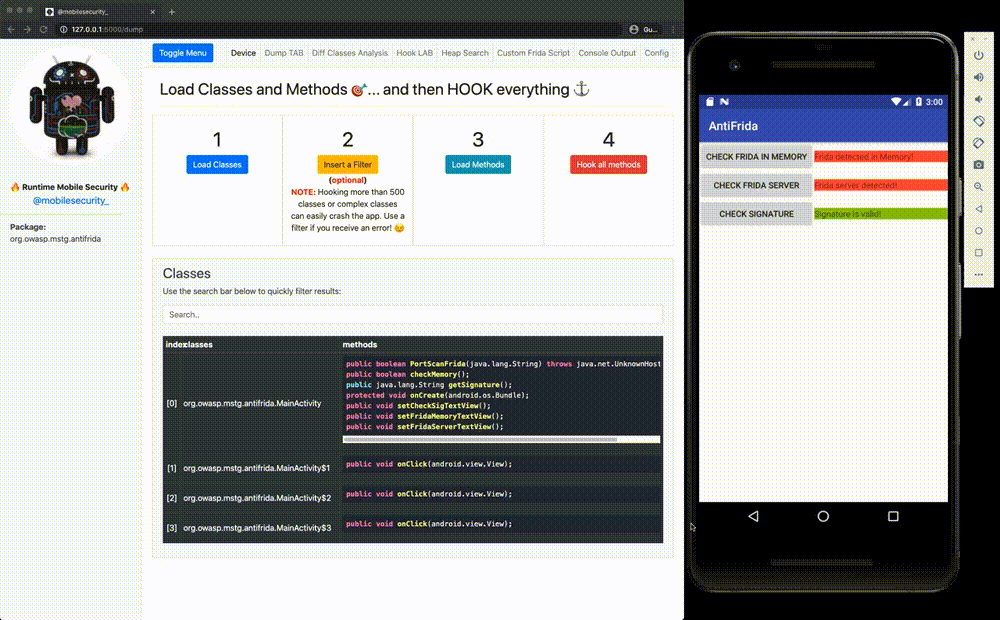 @mobilesecurity_
127.0.0.1:5000/dump
Gu...
🔥 Runtime Mobile Security 🔥
@mobilesecurity_
Package:
org.owasp.mstg.antifrida
Toggle Menu
Device
Dump TAB
Diff Classes Analysis
Hook LAB
Heap Search
Custom Frida Script
Console Output
Config
Load Classes and Methods 🎯... and then HOOK everything ⚓
1
Load Classes
2
Insert a Filter
(optional)
NOTE: Hooking more than 500
classes or complex classes
can easily crash the app. Use a
filter if you receive an error! 😉
3
Load Methods
4
Hook all methods
Classes
Use the search bar below to quickly filter results:
Search..
index classes methods
[0] org.owasp.mstg.antifrida.MainActivity
public boolean PortScanFrida(java.lang.String) throws java.net.UnknownHost
public boolean checkMemory();
public java.lang.String getSignature();
protected void onCreate(android.os.Bundle);
public void setCheckSigTextView();
public void setFridaMemoryTextView();
public void setFridaServerTextView();
[1] org.owasp.mstg.antifrida.MainActivity$1 public void onClick(android.view.View);
[2] org.owasp.mstg.antifrida.MainActivity$2 public void onClick(android.view.View);
[3] org.owasp.mstg.antifrida.MainActivity$3 public void onClick(android.view.View);
3:00
AntiFrida
CHECK FRIDA IN MEMORY Frida detected in Memory!
CHECK FRIDA SERVER Frida server detected!
CHECK SIGNATURE Signature is valid!